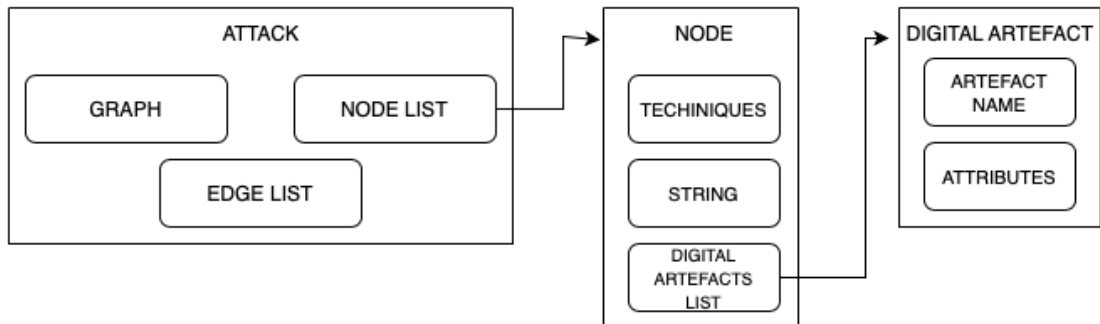 ATTACK
GRAPH
NODE LIST
EDGE LIST
NODE
TECHINIQUES
STRING
DIGITAL
ARTEFACTS
LIST
DIGITAL ARTEFACT
ARTEFACT
NAME
ATTRIBUTES